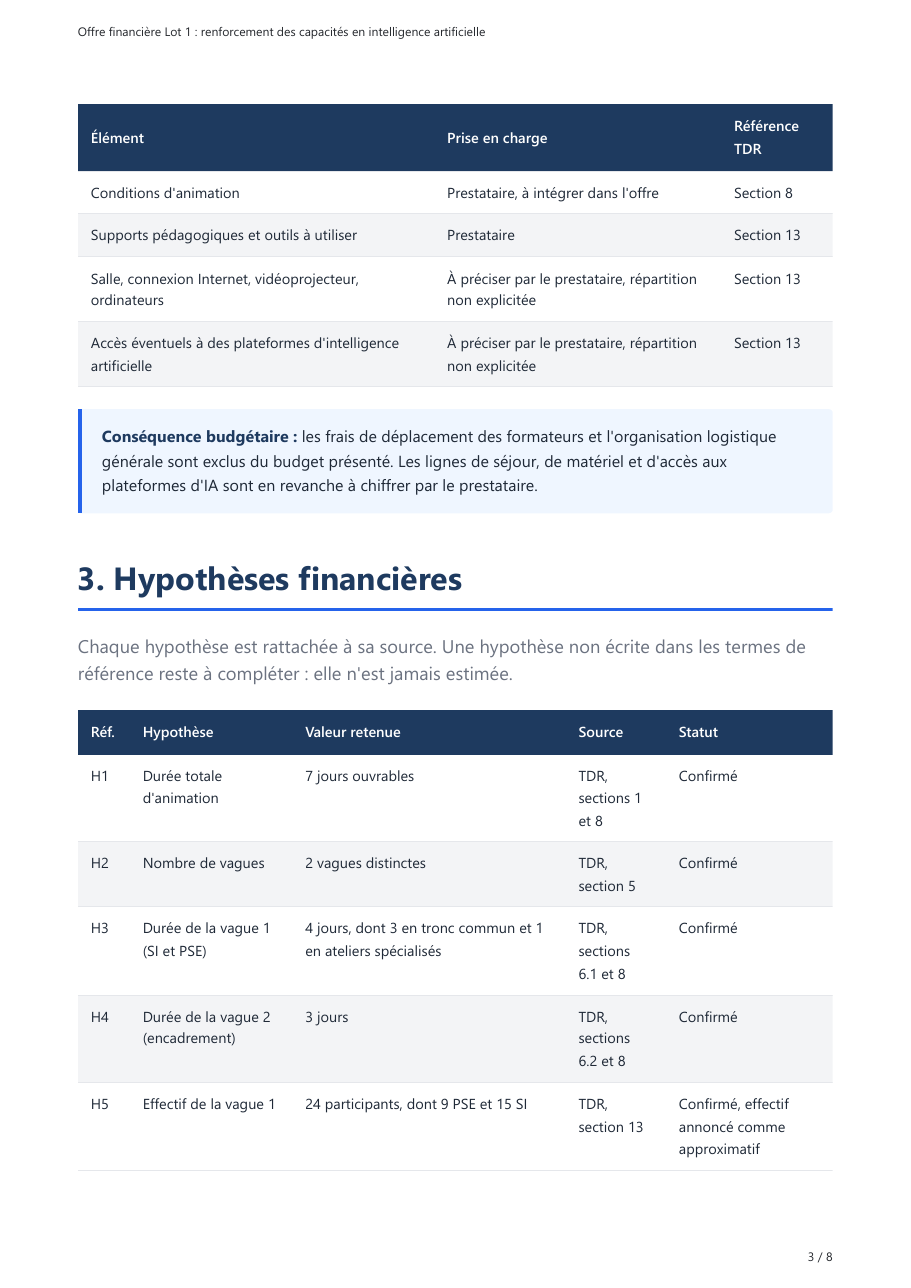 Offre financière Lot 1 : renforcement des capacités en intelligence artificielle
Élément Prise en charge Référence TDR
Conditions d'animation Prestataire, à intégrer dans l'offre Section 8
Supports pédagogiques et outils à utiliser Prestataire Section 13
Salle, connexion Internet, vidéoprojecteur, ordinateurs À préciser par le prestataire, répartition non explicitée Section 13
Accès éventuels à des plateformes d'intelligence artificielle À préciser par le prestataire, répartition non explicitée Section 13
Conséquence budgétaire : les frais de déplacement des formateurs et l'organisation logistique
générale sont exclus du budget présenté. Les lignes de séjour, de matériel et d'accès aux
plateformes d'IA sont en revanche à chiffrer par le prestataire.
3. Hypothèses financières
Chaque hypothèse est rattachée à sa source. Une hypothèse non écrite dans les termes de
référence reste à compléter : elle n'est jamais estimée.
Réf. Hypothèse Valeur retenue Source Statut
H1 Durée totale d'animation 7 jours ouvrables TDR, sections 1 et 8 Confirmé
H2 Nombre de vagues 2 vagues distinctes TDR, section 5 Confirmé
H3 Durée de la vague 1 (SI et PSE) 4 jours, dont 3 en tronc commun et 1 en ateliers spécialisés TDR, sections 6.1 et 8 Confirmé
H4 Durée de la vague 2 (encadrement) 3 jours TDR, sections 6.2 et 8 Confirmé
H5 Effectif de la vague 1 24 participants, dont 9 PSE et 15 SI TDR, section 13 Confirmé, effectif annoncé comme approximatif
3 / 8